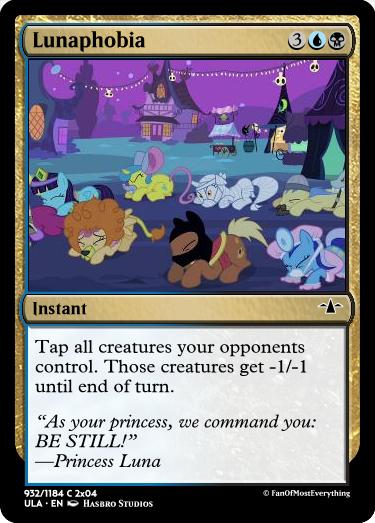 Lunaphobia 3
Instant
Tap all creatures your opponents
control. Those creatures get -1/-1
until end of turn.
“As your princess, we command you:
BE STILL!”
—Princess Luna
932/1184 C 2x04
ULA • EN Hasbro Studios
© FanOfMostEverything